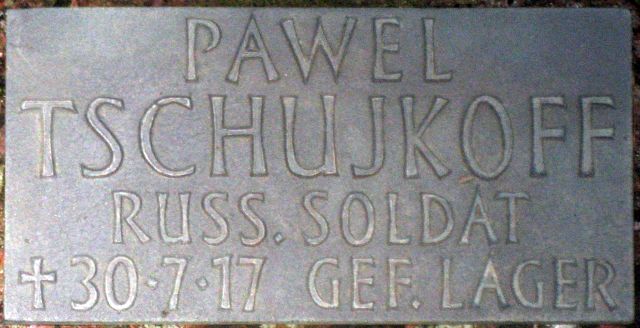 PAWEL
TSCHUJKOFF
RUSS. SOLDAT
✝30·7·17 GEF. LAGER